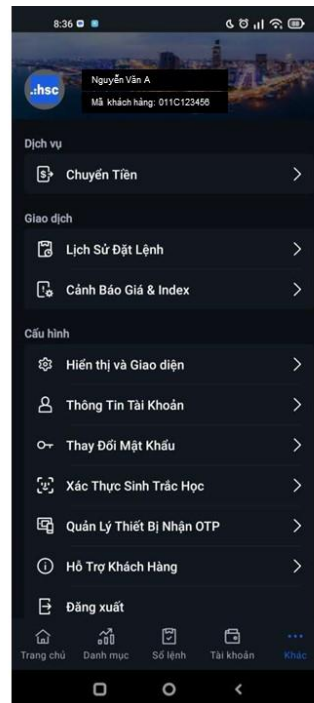 8:36
.:hsc
Nguyễn Văn A
Mã khách hàng: 011C123456
Dịch vụ
Chuyển Tiền
Giao dịch
Lịch Sử Đặt Lệnh
Cảnh Báo Giá & Index
Cấu hình
Hiển thị và Giao diện
Thông Tin Tài Khoản
Thay Đổi Mật Khẩu
Xác Thực Sinh Trắc Học
Quản Lý Thiết Bị Nhận OTP
Hỗ Trợ Khách Hàng
Đăng xuất
Trang chủ Danh mục Sổ lệnh Tài khoản Khác